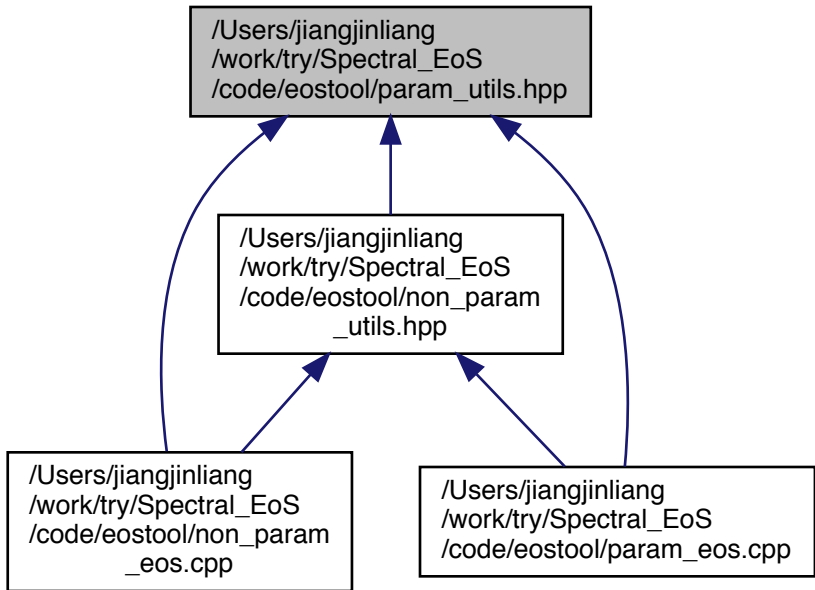 /Users/jiangjinliang
/work/try/Spectral_EoS
/code/eostool/param_utils.hpp
/Users/jiangjinliang
/work/try/Spectral_EoS
/code/eostool/non_param
_utils.hpp
/Users/jiangjinliang
/work/try/Spectral_EoS
/code/eostool/non_param
_eos.cpp
/Users/jiangjinliang
/work/try/Spectral_EoS
/code/eostool/param_eos.cpp